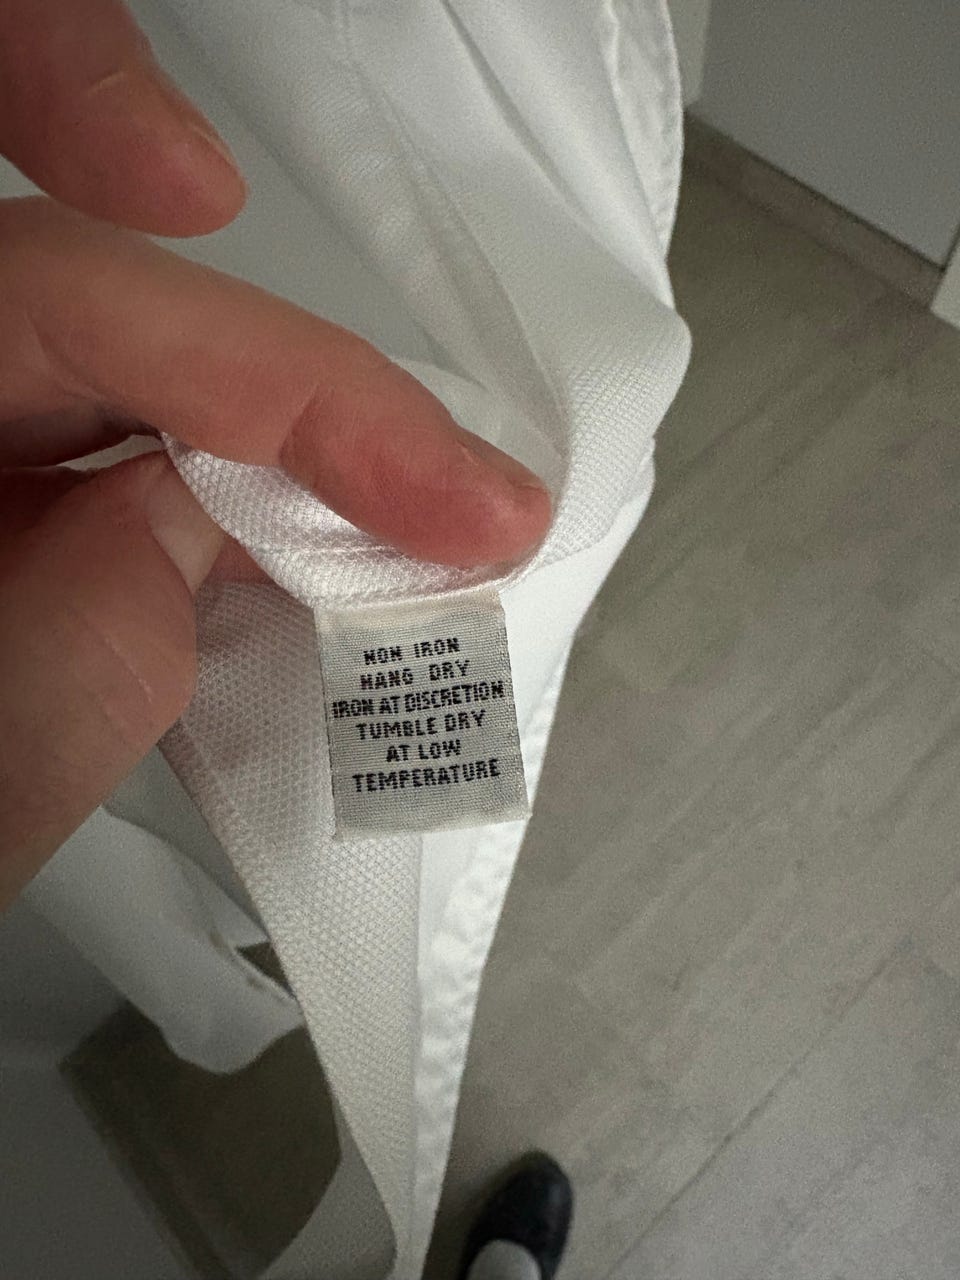 NON IRON
HANG DRY
IRON AT DISCRETION
TUMBLE DRY
AT LOW
TEMPERATURE